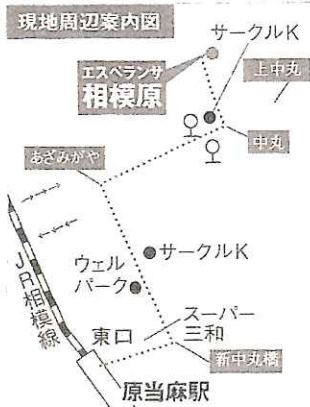 現地周辺案内図
サークルK
エスペランサ
相模原
上中丸
中丸
あざみがや
サークルK
ウェル
パーク
JR相模線
スーパー
三和
東口
新中丸橋
原当麻駅